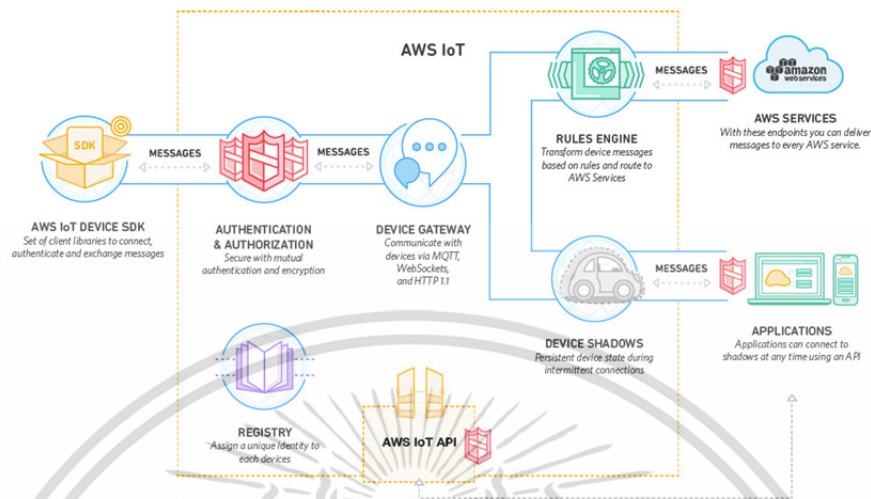 AWS IoT
MESSAGES
amazon
webservices
SDK
MESSAGES
MESSAGES
RULES ENGINE
Transform device messages
based on rules and route to
AWS Services
AWS SERVICES
With these endpoints you can deliver
messages to every AWS service.
AWS IoT DEVICE SDK
Set of client libraries to connect,
authenticate and exchange messages
AUTHENTICATION
& AUTHORIZATION
Secure with mutual
authentication and encryption
DEVICE GATEWAY
Communicate with
devices via MQTT,
WebSockets,
and HTTP 1.1
MESSAGES
DEVICE SHADOWS
Persistent device state during
intermittent connections
APPLICATIONS
Applications can connect to
shadows at any time using an API
REGISTRY
Assign a unique identity to
each devices
AWS IoT API